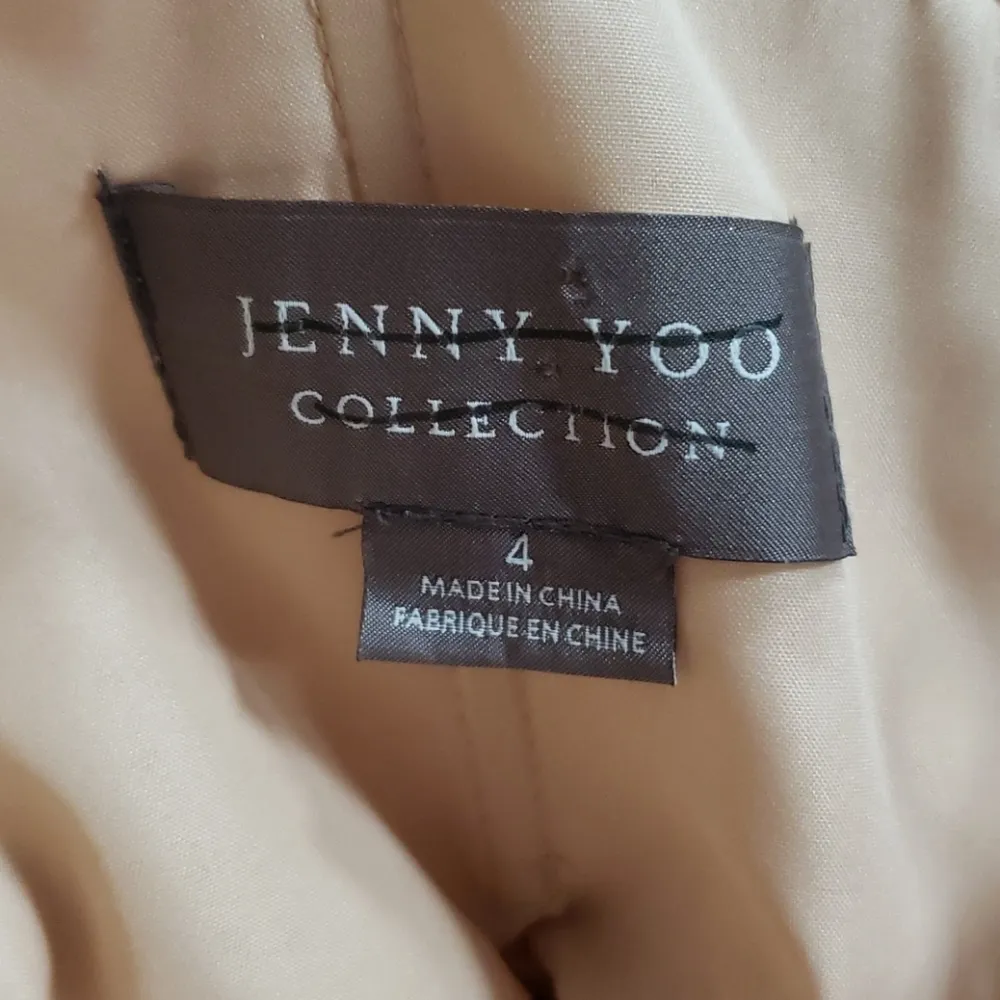 JENNY YOO
COLLECTION
4
MADE IN CHINA
FABRIQUE EN CHINE